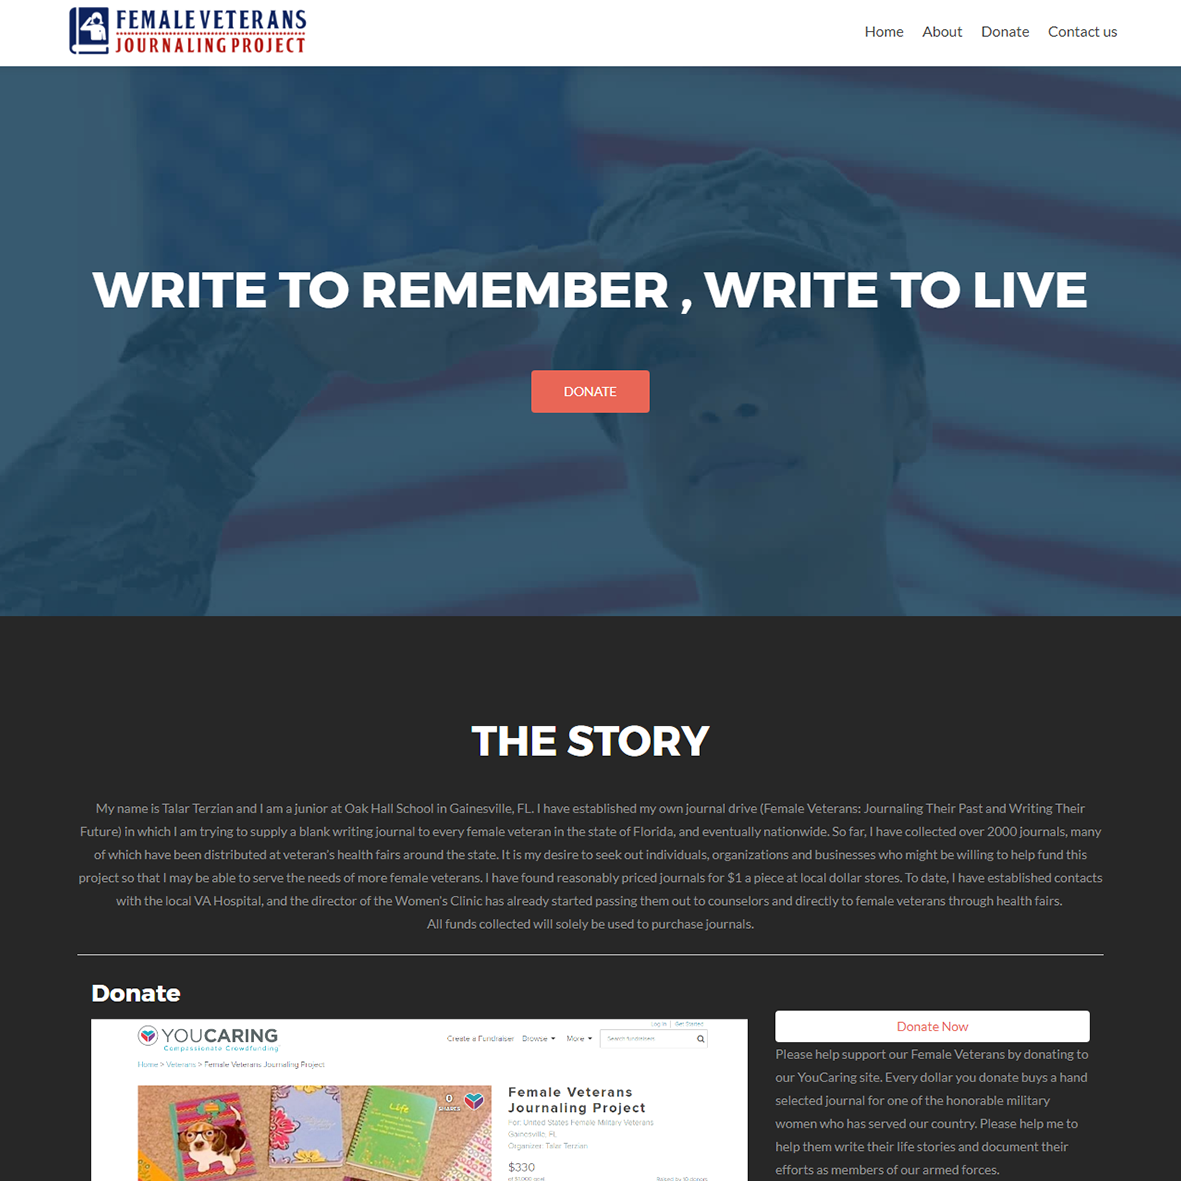 FEMALE VETERANS
JOURNALING PROJECT
Home About Donate Contact us
WRITE TO REMEMBER , WRITE TO LIVE
DONATE
THE STORY
My name is Talar Terzian and I am a junior at Oak Hall School in Gainesville, FL. I have established my own journal drive (Female Veterans: Journaling Their Past and Writing Their
Future) in which I am trying to supply a blank writing journal to every female veteran in the state of Florida, and eventually nationwide. So far, I have collected over 2000 journals, many
of which have been distributed at veteran's health fairs around the state. It is my desire to seek out individuals, organizations and businesses who might be willing to help fund this
project so that I may be able to serve the needs of more female veterans. I have found reasonably priced journals for $1 a piece at local dollar stores. To date, I have established contacts
with the local VA Hospital, and the director of the Women's Clinic has already started passing them out to counselors and directly to female veterans through health fairs.
All funds collected will solely be used to purchase journals.
Donate
Log In | Get Started
YOUCARING
Compassionate Crowdfunding
Create a Fundraiser Browse More Search fundraisers
Home > Veterans > Female Veterans Journaling Project
0
SHARES
Life
Female Veterans
Journaling Project
For: United States Female Military Veterans
Gainesville, FL
Organizer: Talar Terzian
$330
of $1,000 goal
Raised by 10 donors
Donate Now
Please help support our Female Veterans by donating to
our YouCaring site. Every dollar you donate buys a hand
selected journal for one of the honorable military
women who has served our country. Please help me to
help them write their life stories and document their
efforts as members of our armed forces.